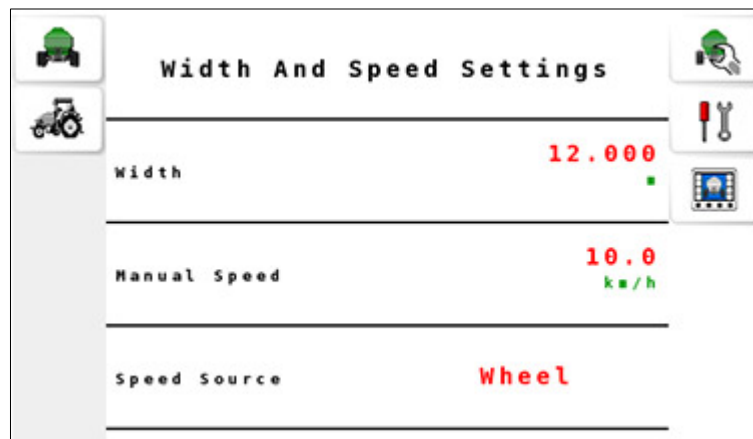 Width And Speed Settings
Width
12.000
m
Manual Speed
10.0
km/h
Speed Source
Wheel